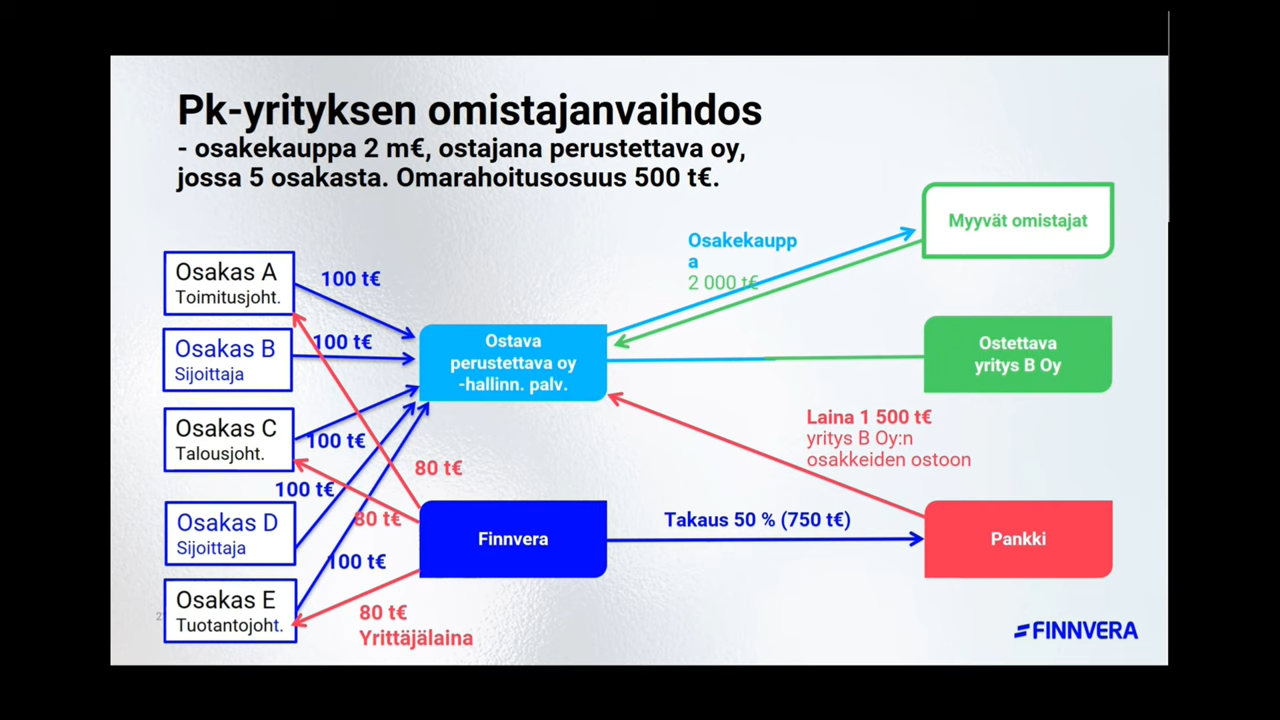 Pk-yrityksen omistajanvaihdos
- osakekauppa 2 m€, ostajana perustettava oy,
jossa 5 osakasta. Omarahoitusosuus 500 t€.
Myyvät omistajat
Osakekaupp
a
2 000 t€
Osakas A
Toimitusjoht.
100 t€
Osakas B
Sijoittaja
100 t€
Ostava
perustettava oy
-hallinn. palv.
Ostettava
yritys B Oy
Osakas C
Talousjoht.
100 t€
80 t€
Laina 1 500 t€
yritys B Oy:n
osakkeiden ostoon
100 t€
80 t€
Osakas D
Sijoittaja
Finnvera
Takaus 50 % (750 t€)
Pankki
100 t€
Osakas E
Tuotantojoht.
80 t€
Yrittäjälaina
FINNVERA